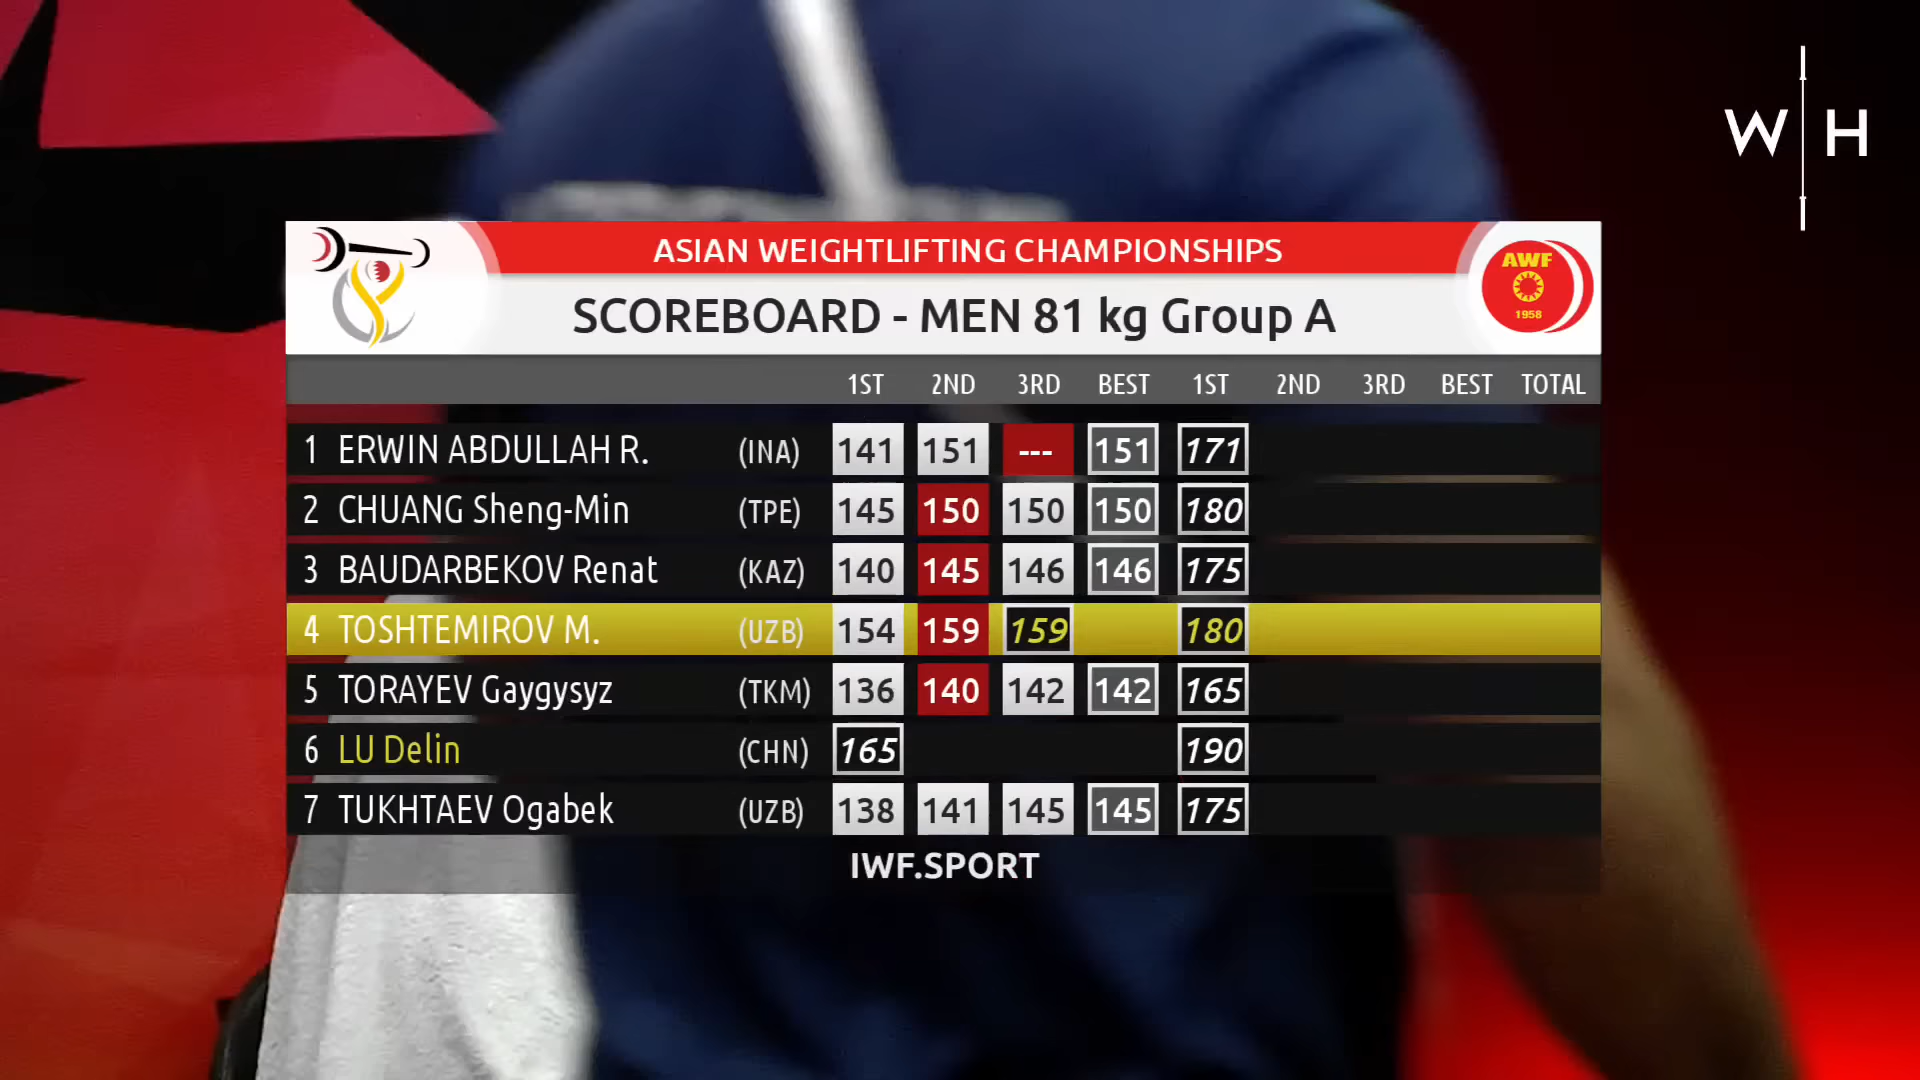 W H
ASIAN WEIGHTLIFTING CHAMPIONSHIPS
AWF
1958
SCOREBOARD - MEN 81 kg Group A
1ST 2ND 3RD BEST 1ST 2ND 3RD BEST TOTAL
1 ERWIN ABDULLAH R. (INA) 141 151 --- 151 171
2 CHUANG Sheng-Min (TPE) 145 150 150 150 180
3 BAUDARBEKOV Renat (KAZ) 140 145 146 146 175
4 TOSHTEMIROV M. (UZB) 154 159 159 180
5 TORAYEV Gaygysyz (TKM) 136 140 142 142 165
6 LU Delin (CHN) 165 190
7 TUKHTAEV Ogabek (UZB) 138 141 145 145 175
IWF.SPORT